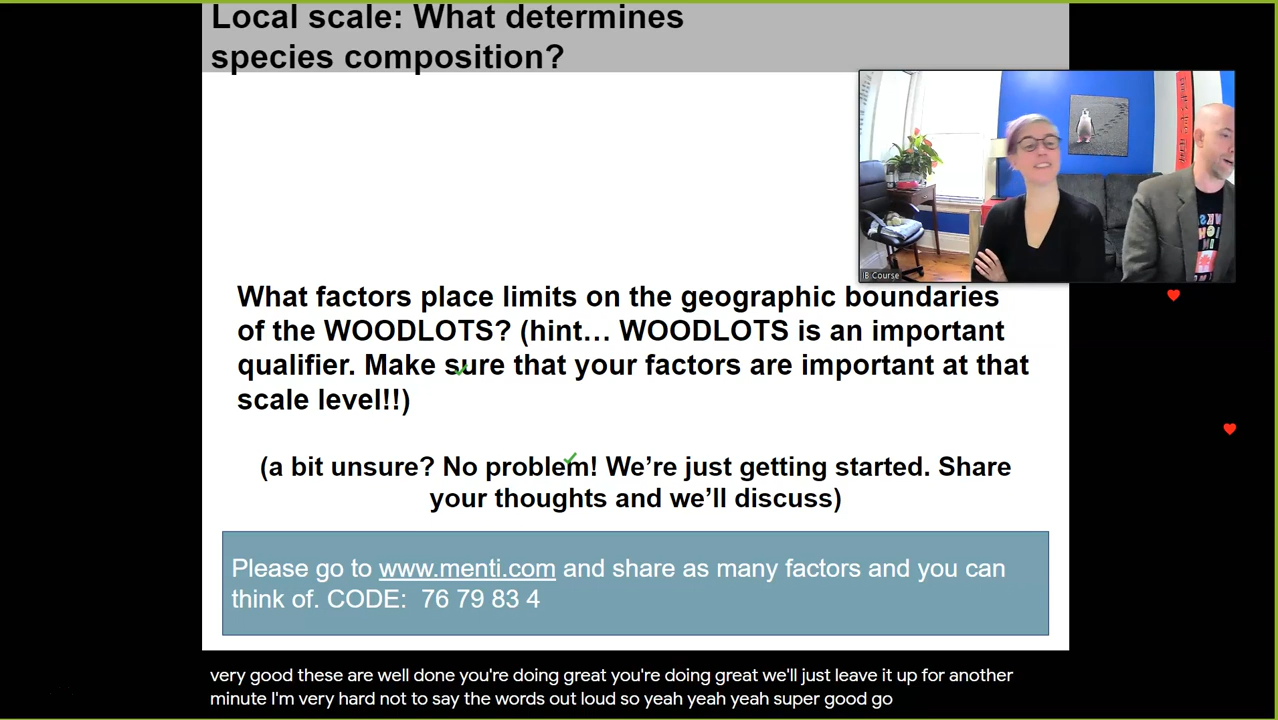 Local scale: What determines
species composition?
IB Course
What factors place limits on the geographic boundaries
of the WOODLOTS? (hint… WOODLOTS is an important
qualifier. Make sure that your factors are important at that
scale level!!)
(a bit unsure? No problem! We’re just getting started. Share
your thoughts and we’ll discuss)
Please go to www.menti.com and share as many factors and you can
think of. CODE: 76 79 83 4
very good these are well done you're doing great you're doing great we'll just leave it up for another
minute I'm very hard not to say the words out loud so yeah yeah yeah super good go